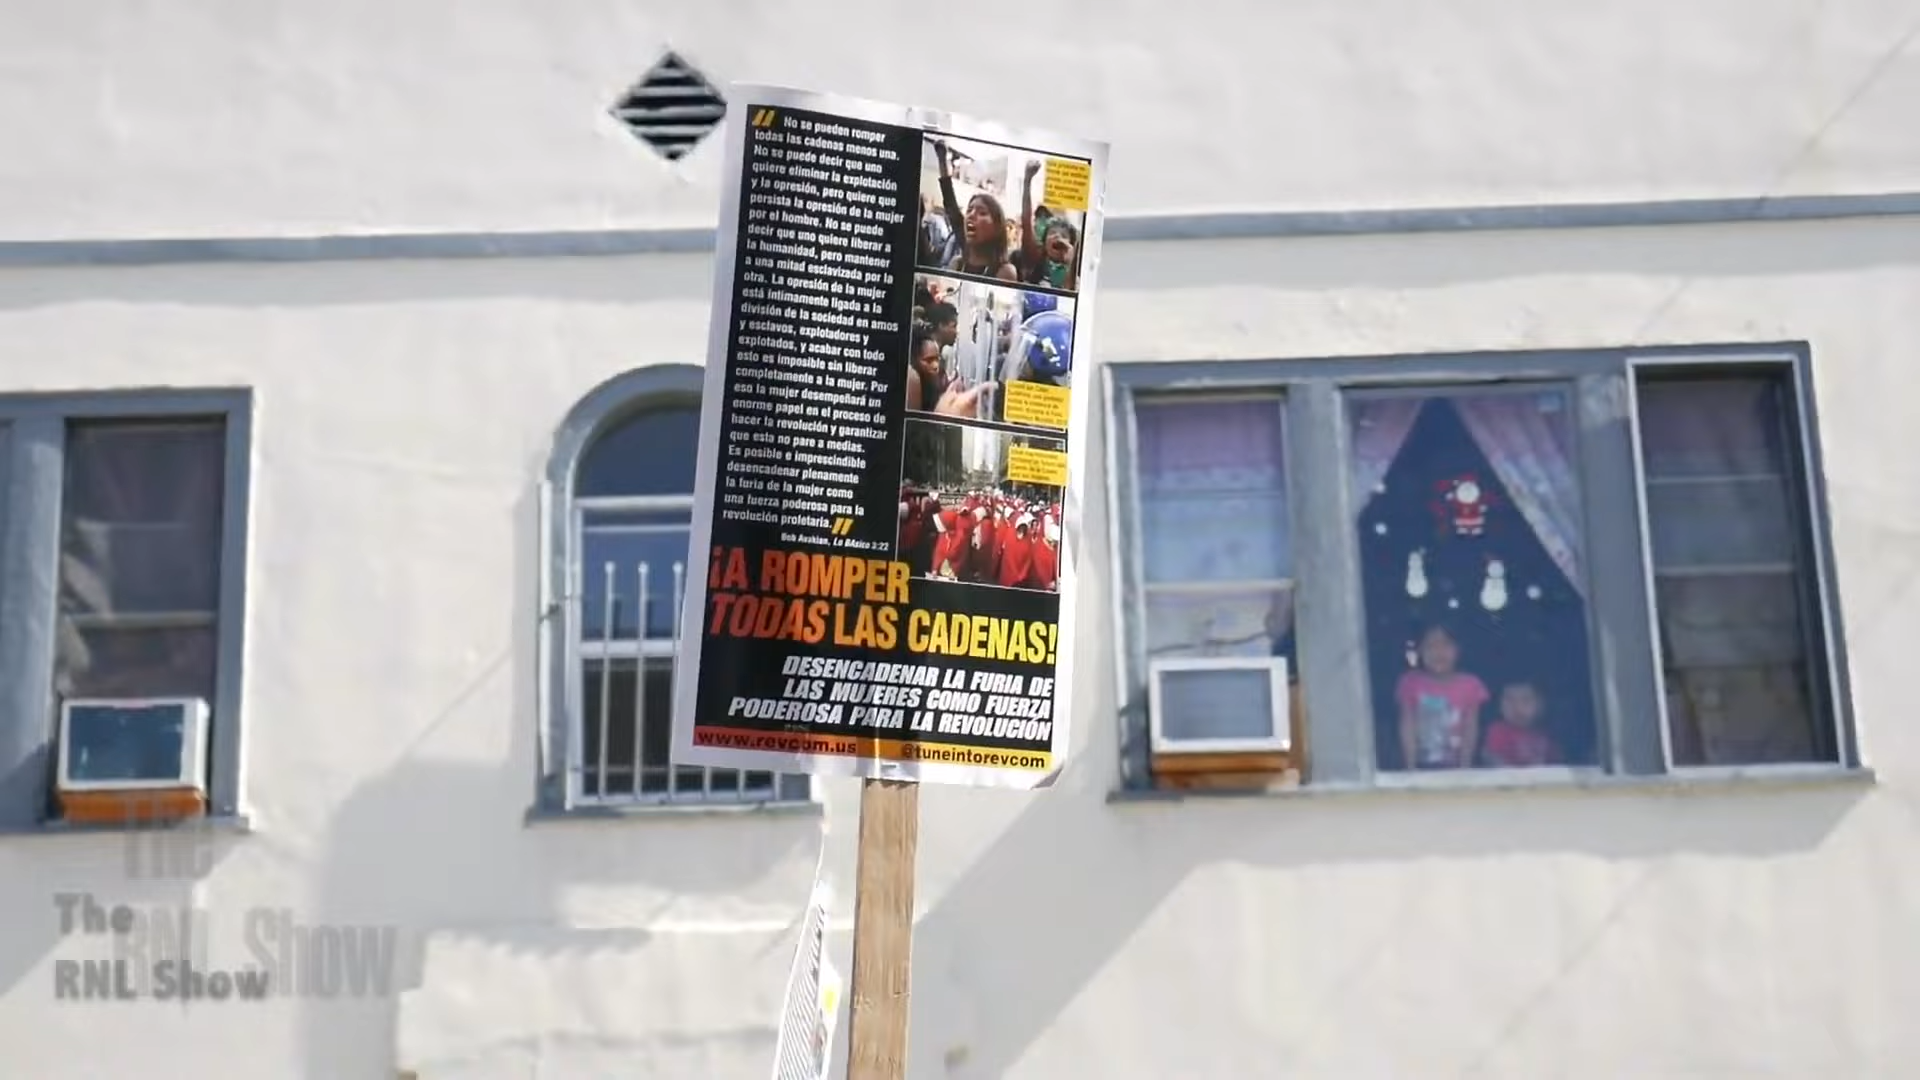 No se pueden romper
todas las cadenas menos una.
No se puede decir que uno
quiere eliminar la explotación
y la opresión, pero quiere que
persista la opresión de la mujer
por el hombre. No se puede
decir que uno quiere liberar a
la humanidad, pero mantener
a una mitad esclavizada por la
otra. La opresión de la mujer
está íntimamente ligada a la
división de la sociedad en amos
y esclavos, explotadores y
explotados, y acabar con todo
esto es imposible sin liberar
completamente a la mujer. Por
eso la mujer desempeñará un
enorme papel en el proceso de
hacer la revolución y garantizar
que esta no pare a medias.
Es posible e imprescindible
desencadenar plenamente
la furia de la mujer como
una fuerza poderosa para la
revolución proletaria.
Bob Avakian, Lo BAsico 3:22
¡A ROMPER
TODAS LAS CADENAS!
DESENCADENAR LA FURIA DE
LAS MUJERES COMO FUERZA
PODEROSA PARA LA REVOLUCIÓN
www.revcom.us @tuneintorevcom
The
RNL Show
The
RNL Show